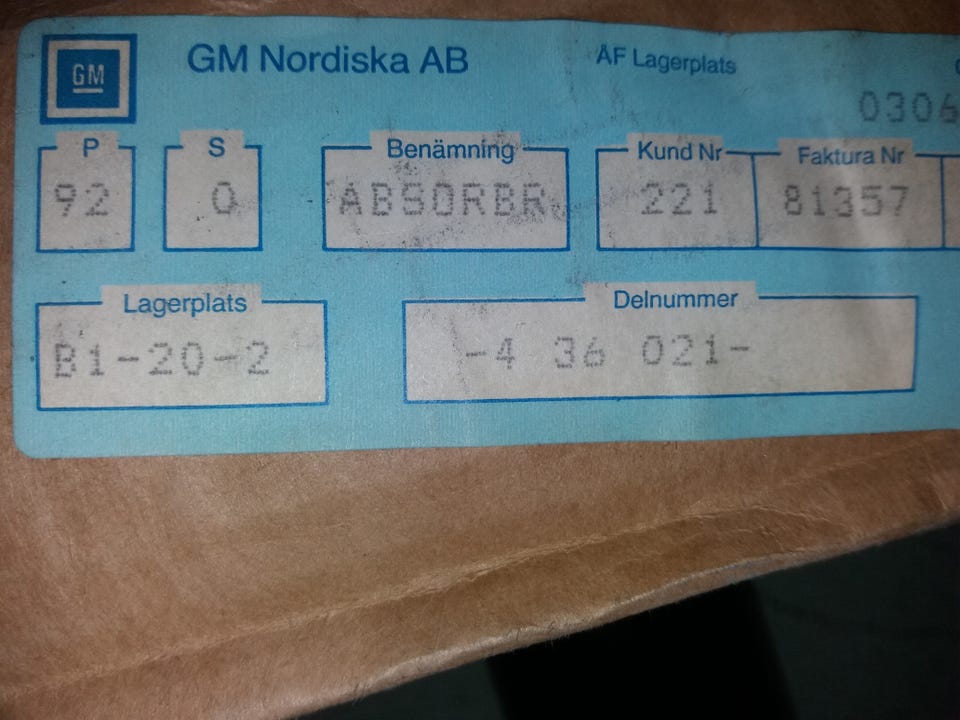 GM
GM Nordiska AB
ÅF Lagerplats
0306
P
S
Benämning
Kund Nr
Faktura Nr
92
0
ABSORBR
221
81357
Lagerplats
Delnummer
B1-20-2
-4 36 021-